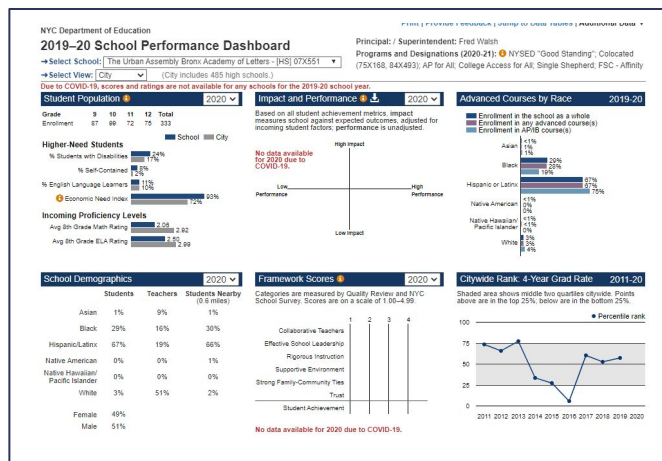 Print | Provide Feedback | Jump to Data Tables | Additional Data
NYC Department of Education
2019–20 School Performance Dashboard
Principal: / Superintendent: Fred Walsh
Programs and Designations (2020-21): NYSED "Good Standing"; Colocated
(75X168, 84X493); AP for All; College Access for All; Single Shepherd; FSC - Affinity
Select School: The Urban Assembly Bronx Academy of Letters - [HS] 07X551
Select View: City (City includes 485 high schools.)
Due to COVID-19, scores and ratings are not available for any schools for the 2019-20 school year.
Student Population 2020
Grade 9 10 11 12 Total
Enrollment 87 99 72 75 333
School City
Higher-Need Students
% Students with Disabilities 24%
17%
% Self-Contained 8%
2%
% English Language Learners 11%
10%
Economic Need Index 93%
72%
Incoming Proficiency Levels
Avg 8th Grade Math Rating 2.06
2.92
Avg 8th Grade ELA Rating
2.99
Impact and Performance 2020
Based on all student achievement metrics, impact
measures school against expected outcomes, adjusted for
incoming student factors; performance is unadjusted.
High Impact
No data available
for 2020 due to
COVID-19.
Low
Performance
High
Performance
Low Impact
Advanced Courses by Race 2019-20
Enrollment in the school as a whole
Enrollment in any advanced course(s)
Enrollment in AP/IB course(s)
Asian <1%
1%
1%
Black 29%
28%
19%
Hispanic or Latinx 67%
67%
75%
Native American <1%
0%
0%
Native Hawaiian/
Pacific Islander
<1%
<1%
0%
White 3%
3%
4%
School Demographics 2020
Students Teachers Students Nearby
(0.6 miles)
Asian 1% 9% 1%
Black 29% 16% 30%
Hispanic/Latinx 67% 19% 66%
Native American 0% 0% 1%
Native Hawaiian/
Pacific Islander 0% 0% 0%
White 3% 51% 2%
Female 49%
Male 51%
Framework Scores 2020
Categories are measured by Quality Review and NYC
School Survey. Scores are on a scale of 1.00–4.99.
1 2 3 4
Collaborative Teachers
Effective School Leadership
Rigorous Instruction
Supportive Environment
Strong Family-Community Ties
Trust
Student Achievement
No data available for 2020 due to COVID-19.
Citywide Rank: 4-Year Grad Rate 2011-20
Shaded area shows middle two quartiles citywide. Points
above are in the top 25%; below are in the bottom 25%.
Percentile rank
100
75
50
25
0
2011 2012 2013 2014 2015 2016 2017 2018 2019 2020